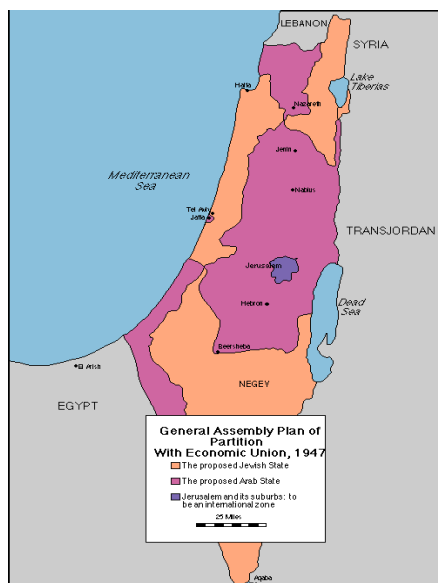 LEBANON
SYRIA
Lake
Tiberias
Haifa
Nazareth
Jenin
Mediterranean
Sea
Nablus
Tel Aviv
Jaffa
TRANSJORDAN
Jerusalem
Dead
Sea
Hebron
Beersheba
El Arish
NEGEV
EGYPT
General Assembly Plan of
Partition
With Economic Union, 1947
The proposed Jewish State
The proposed Arab State
Jerusalem and its suburbs: to
be an international zone
25 Miles
Aqaba